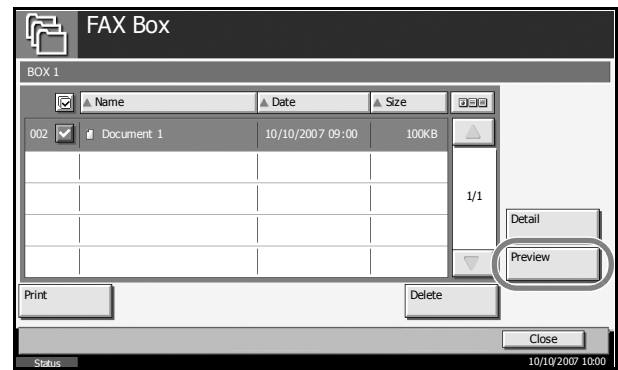 FAX Box
BOX 1
Name Date Size
002 Document 1 10/10/2007 09:00 100KB
1/1
Detail
Preview
Print Delete
Close
Status 10/10/2007 10:00